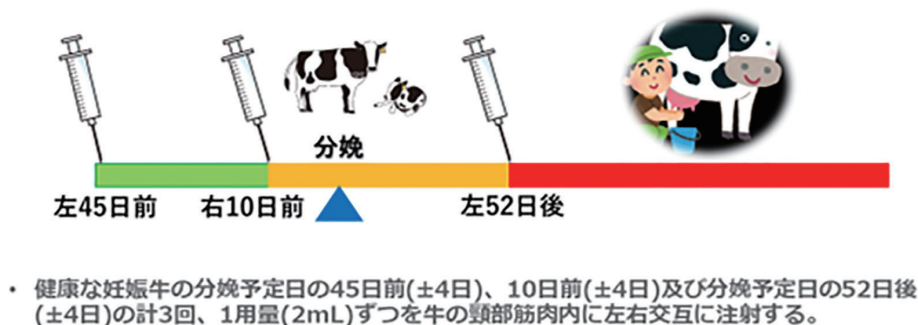 分娩
左45日前 右10日前 左52日後
・ 健康な妊娠牛の分娩予定日の45日前(±4日)、10日前(±4日)及び分娩予定日の52日後
(±4日)の計3回、1用量(2mL)ずつを牛の頸部筋肉内に左右交互に注射する。